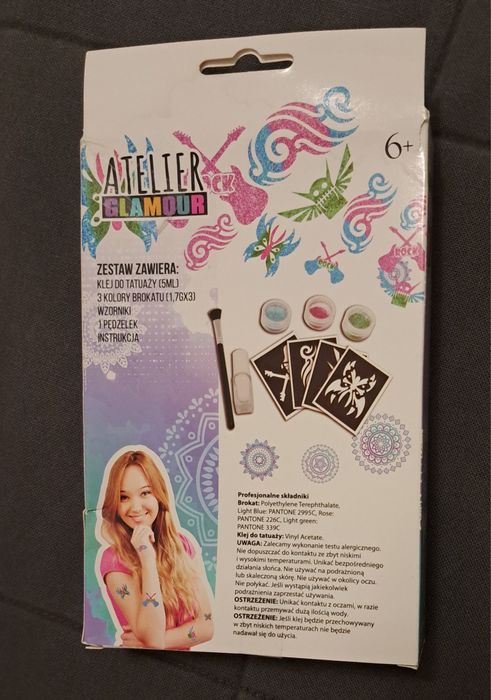 6+
ATELIER
GLAMOUR
ROCK
ROCK
ZESTAW ZAWIERA:
KLEJ DO TATUAŻY (5ML)
3 KOLORY BROKATU (1,7GX3)
WZORNIKI
1 PĘDZELEK
INSTRUKCJA
Profesjonalne składniki
Brokat: Polyethylene Terephthalate,
Light Blue: PANTONE 2995C, Rose:
PANTONE 226C, Light green:
PANTONE 339C
Klej do tatuaży: Vinyl Acetate.
UWAGA: Zalecamy wykonanie testu alergicznego.
Nie dopuszczać do kontaktu ze zbyt niskimi
i wysokimi temperaturami. Unikać bezpośredniego
działania słońca. Nie używać na podrażnioną
lub skaleczoną skórę. Nie używać w okolicy oczu.
Nie połykać. Jeśli wystąpią jakiekolwiek
podrażnienia zaprzestać używania.
OSTRZEŻENIE: Unikać kontaktu z oczami, w razie
kontaktu przemywać dużą ilością wody.
OSTRZEŻENIE: Jeśli klej będzie przechowywany
w zbyt niskich temperaturach nie będzie
nadawał się do użycia.